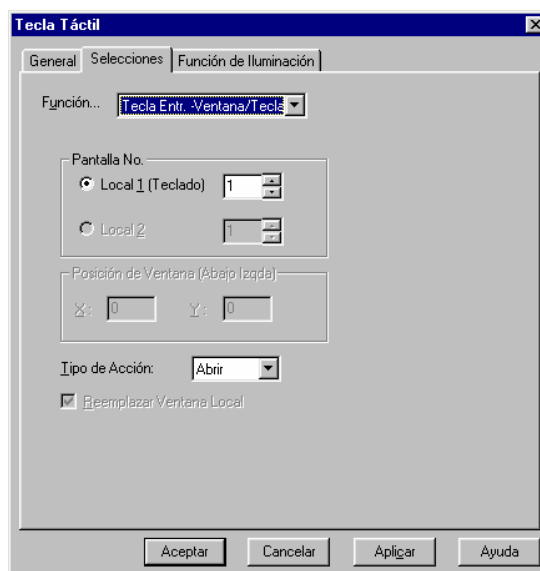 Tecla Táctil
General Selecciones Función de Iluminación
Función... Tecla Entr. -Ventana/Tecla
Pantalla No.
Local 1 (Teclado) 1
Local 2 1
Posición de Ventana (Abajo Izqda)
X: 0 Y: 0
Tipo de Acción: Abrir
Reemplazar Ventana Local
Aceptar Cancelar Aplicar Ayuda